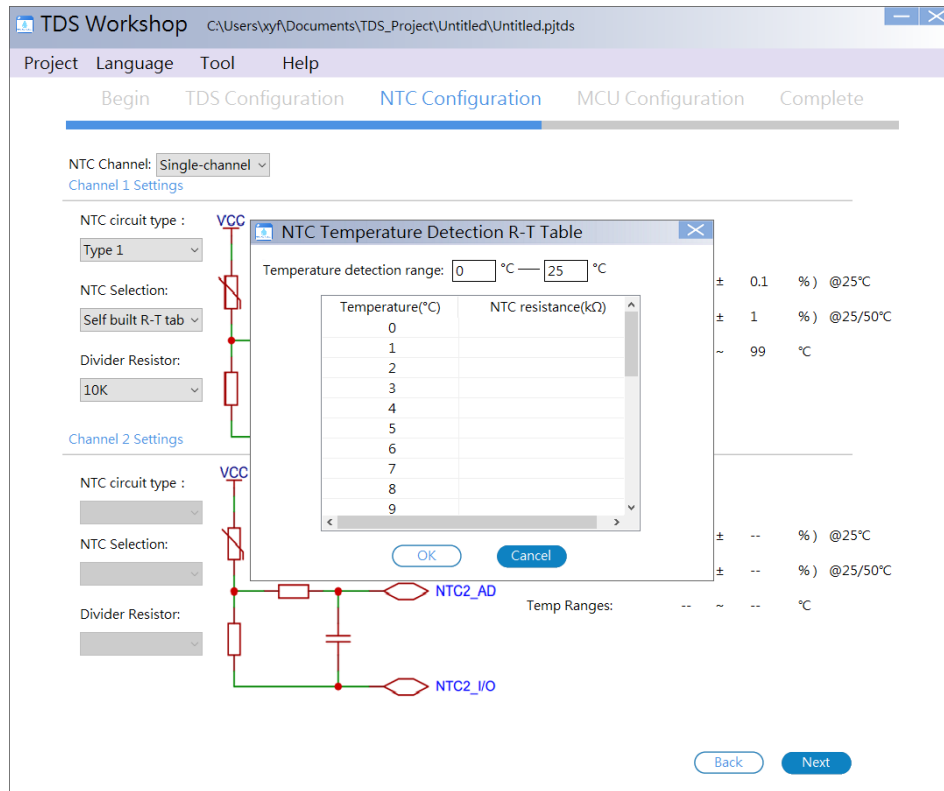 TDS Workshop C:\Users\xyf\Documents\TDS_Project\Untitled\Untitled.pjtds
Project Language Tool Help
Begin TDS Configuration NTC Configuration MCU Configuration Complete
NTC Channel: Single-channel
Channel 1 Settings
NTC circuit type :
Type 1
NTC Selection:
Self built R-T tab
Divider Resistor:
10K
VCC
NTC Temperature Detection R-T Table
Temperature detection range: 0 °C — 25 °C
Temperature(°C) NTC resistance(kΩ)
0
1
2
3
4
5
6
7
8
9
OK Cancel
± 0.1 %) @25℃
± 1 %) @25/50℃
~ 99 ℃
Channel 2 Settings
NTC circuit type :
NTC Selection:
Divider Resistor:
VCC
NTC2_AD
NTC2_I/O
± -- %) @25℃
± -- %) @25/50℃
Temp Ranges: -- ~ -- ℃
Back Next